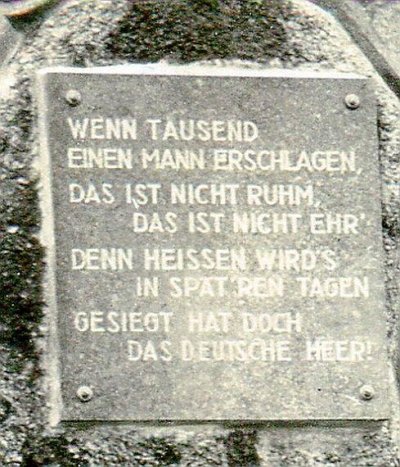 WENN TAUSEND
EINEN MANN ERSCHLAGEN,
DAS IST NICHT RUHM,
DAS IST NICHT EHR'
DENN HEISSEN WIRD'S
IN SPÄT'REN TAGEN
GESIEGT HAT DOCH
DAS DEUTSCHE HEER!